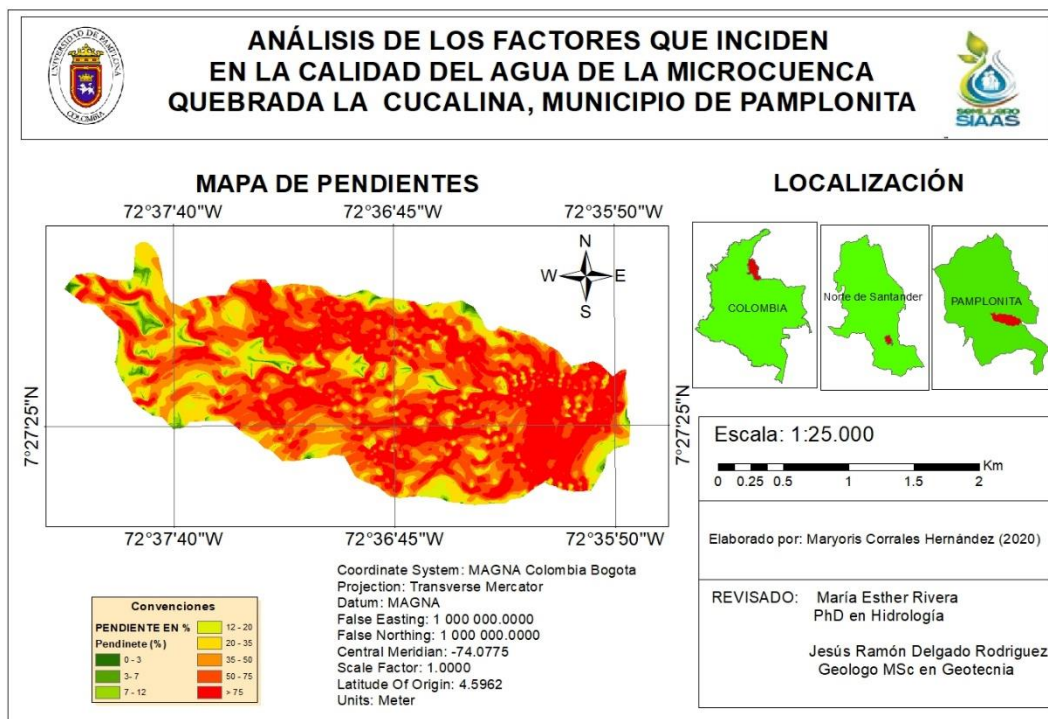 ANÁLISIS DE LOS FACTORES QUE INCIDEN
EN LA CALIDAD DEL AGUA DE LA MICROCUENCA
QUEBRADA LA CUCALINA, MUNICIPIO DE PAMPLONITA
UNIVERSIDAD DE PAMPLONA
COLOMBIA
SEMILLERO
SIAAS
MAPA DE PENDIENTES
72°37'40"W 72°36'45"W 72°35'50"W
N
W E
S
7°27'25"N
7°27'25"N
72°37'40"W 72°36'45"W 72°35'50"W
LOCALIZACIÓN
COLOMBIA
Norte de Santander
PAMPLONITA
Escala: 1:25.000
Km
0 0.25 0.5 1 1.5 2
Elaborado por: Maryoris Corrales Hernández (2020)
REVISADO: María Esther Rivera
PhD en Hidrología
Jesús Ramón Delgado Rodriguez
Geologo MSc en Geotecnia
Convenciones
PENDIENTE EN %
Pendinete (%)
0 - 3
3- 7
7 - 12
12 - 20
20 - 35
35 - 50
50 - 75
> 75
Coordinate System: MAGNA Colombia Bogota
Projection: Transverse Mercator
Datum: MAGNA
False Easting: 1 000 000.0000
False Northing: 1 000 000.0000
Central Meridian: -74.0775
Scale Factor: 1.0000
Latitude Of Origin: 4.5962
Units: Meter